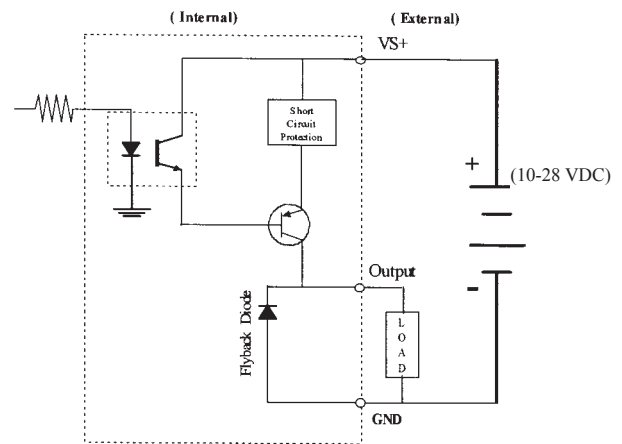 ( Internal)
( External)
VS+
Short
Circuit
Protection
+
(10-28 VDC)
Output
-
Flyback Diode
L
O
A
D
GND